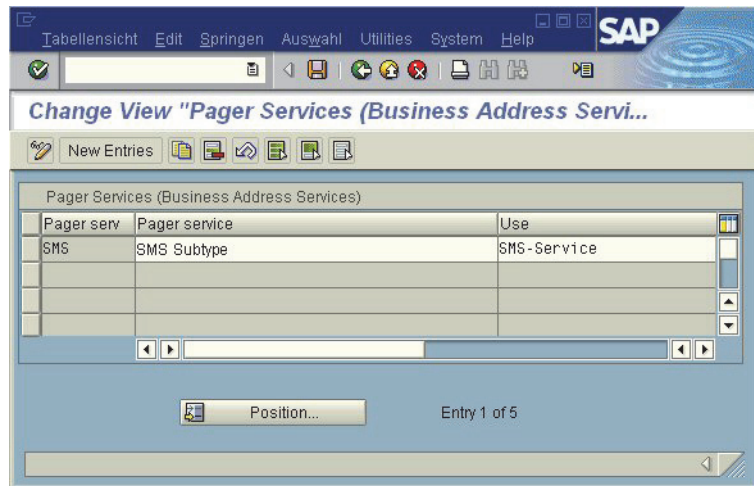 Tabellensicht Edit Springen Auswahl Utilities System Help
SAP
Change View "Pager Services (Business Address Servi...
New Entries
Pager Services (Business Address Services)
Pager serv Pager service Use
SMS SMS Subtype SMS-Service
Position... Entry 1 of 5